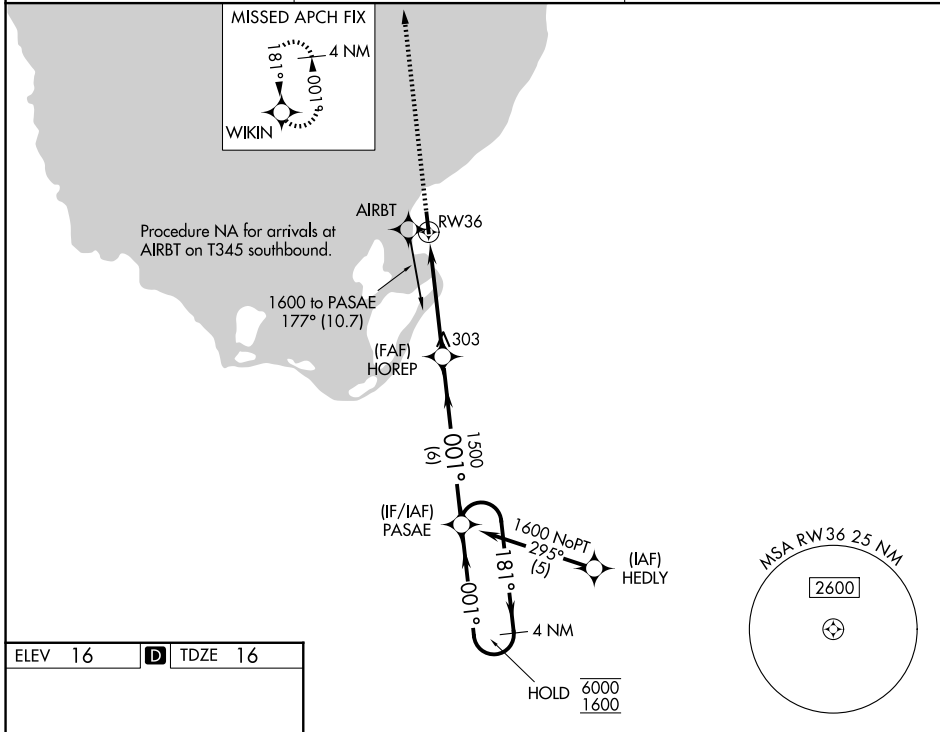 MISSED APCH FIX
4 NM
181°
001°
WIKIN
AIRBT
RW36
Procedure NA for arrivals at
AIRBT on T345 southbound.
1600 to PASAE
177° (10.7)
303
(FAF)
HOREP
1500
001°
(6)
(IF/IAF)
PASAE
1600 NoPT
295°
(5)
(IAF)
HEDLY
181°
001°
4 NM
HOLD 6000
1600
MSA RW36 25 NM
2600
ELEV 16 D TDZE 16